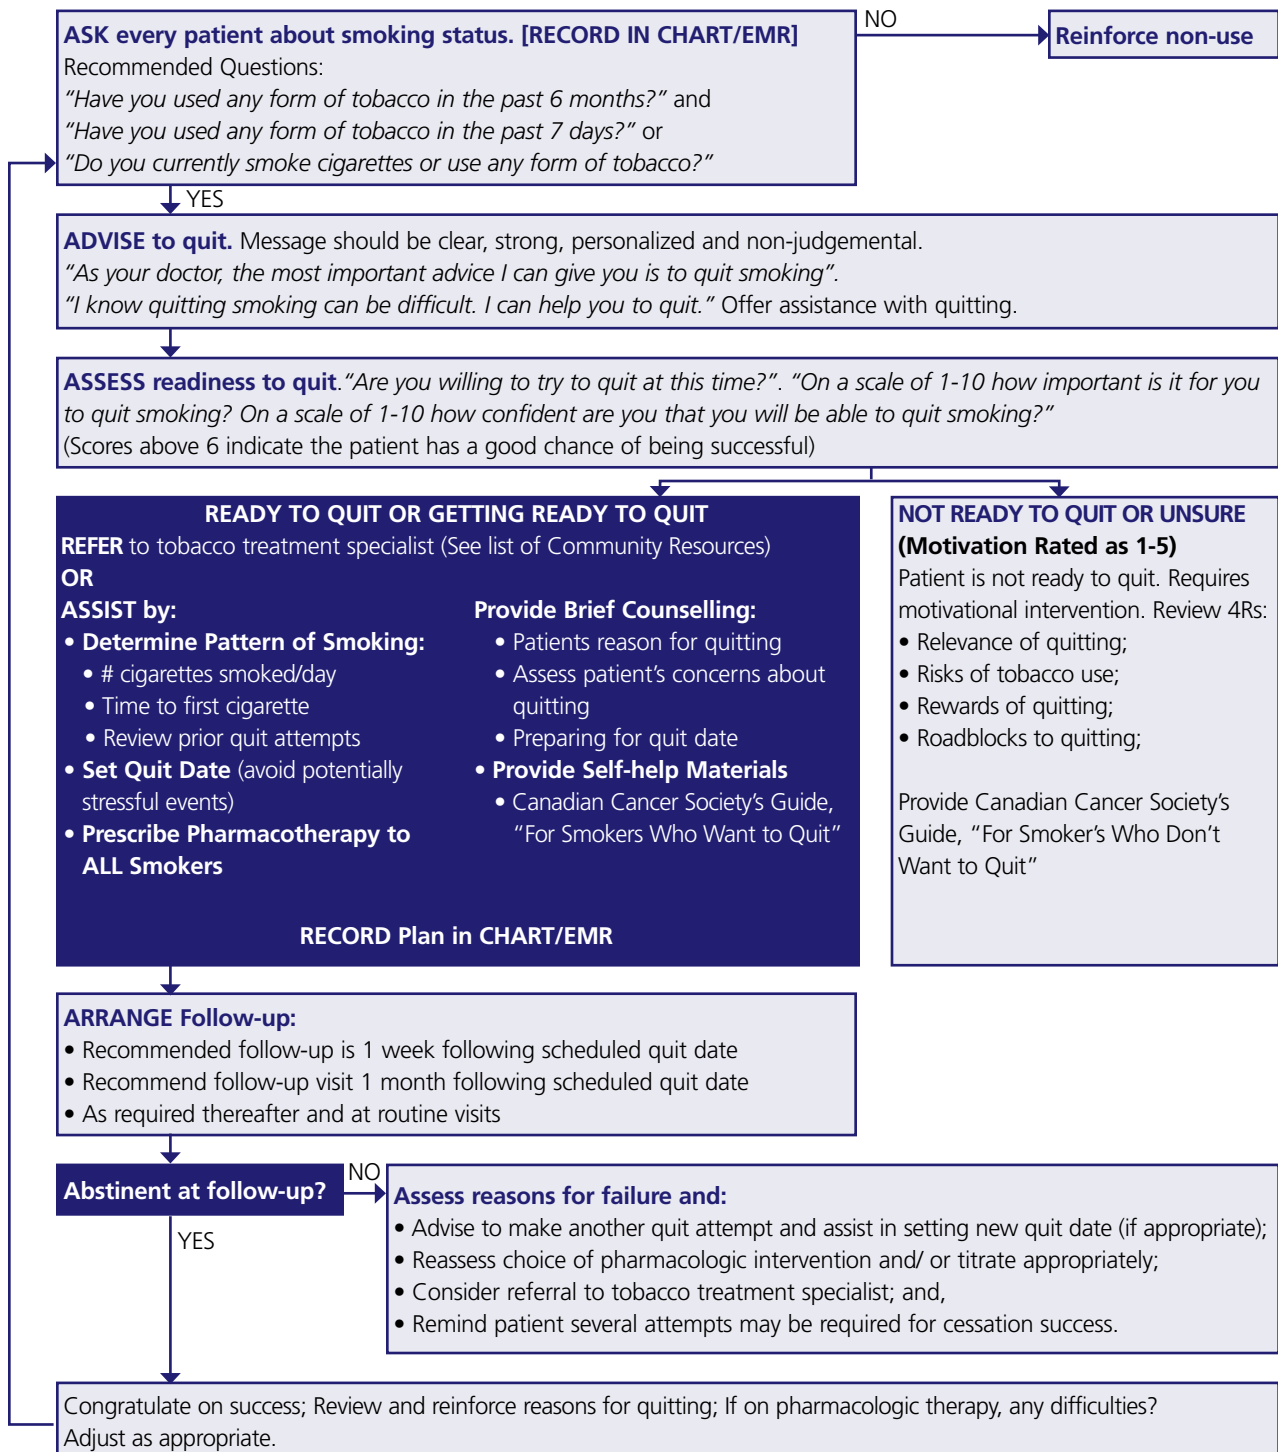 ASK every patient about smoking status. [RECORD IN CHART/EMR]
Recommended Questions:
“Have you used any form of tobacco in the past 6 months?” and
“Have you used any form of tobacco in the past 7 days?” or
“Do you currently smoke cigarettes or use any form of tobacco?”
NO
Reinforce non-use
YES
ADVISE to quit. Message should be clear, strong, personalized and non-judgemental.
“As your doctor, the most important advice I can give you is to quit smoking”.
“I know quitting smoking can be difficult. I can help you to quit.” Offer assistance with quitting.
ASSESS readiness to quit.“Are you willing to try to quit at this time?”. “On a scale of 1-10 how important is it for you
to quit smoking? On a scale of 1-10 how confident are you that you will be able to quit smoking?”
(Scores above 6 indicate the patient has a good chance of being successful)
READY TO QUIT OR GETTING READY TO QUIT
REFER to tobacco treatment specialist (See list of Community Resources)
OR
ASSIST by:
• Determine Pattern of Smoking:
• # cigarettes smoked/day
• Time to first cigarette
• Review prior quit attempts
• Set Quit Date (avoid potentially
stressful events)
• Prescribe Pharmacotherapy to
ALL Smokers
Provide Brief Counselling:
• Patients reason for quitting
• Assess patient’s concerns about
quitting
• Preparing for quit date
• Provide Self-help Materials
• Canadian Cancer Society’s Guide,
“For Smokers Who Want to Quit”
RECORD Plan in CHART/EMR
NOT READY TO QUIT OR UNSURE
(Motivation Rated as 1-5)
Patient is not ready to quit. Requires
motivational intervention. Review 4Rs:
• Relevance of quitting;
• Risks of tobacco use;
• Rewards of quitting;
• Roadblocks to quitting;
Provide Canadian Cancer Society’s
Guide, “For Smoker’s Who Don’t
Want to Quit”
ARRANGE Follow-up:
• Recommended follow-up is 1 week following scheduled quit date
• Recommend follow-up visit 1 month following scheduled quit date
• As required thereafter and at routine visits
Abstinent at follow-up?
NO
Assess reasons for failure and:
• Advise to make another quit attempt and assist in setting new quit date (if appropriate);
• Reassess choice of pharmacologic intervention and/ or titrate appropriately;
• Consider referral to tobacco treatment specialist; and,
• Remind patient several attempts may be required for cessation success.
YES
Congratulate on success; Review and reinforce reasons for quitting; If on pharmacologic therapy, any difficulties?
Adjust as appropriate.